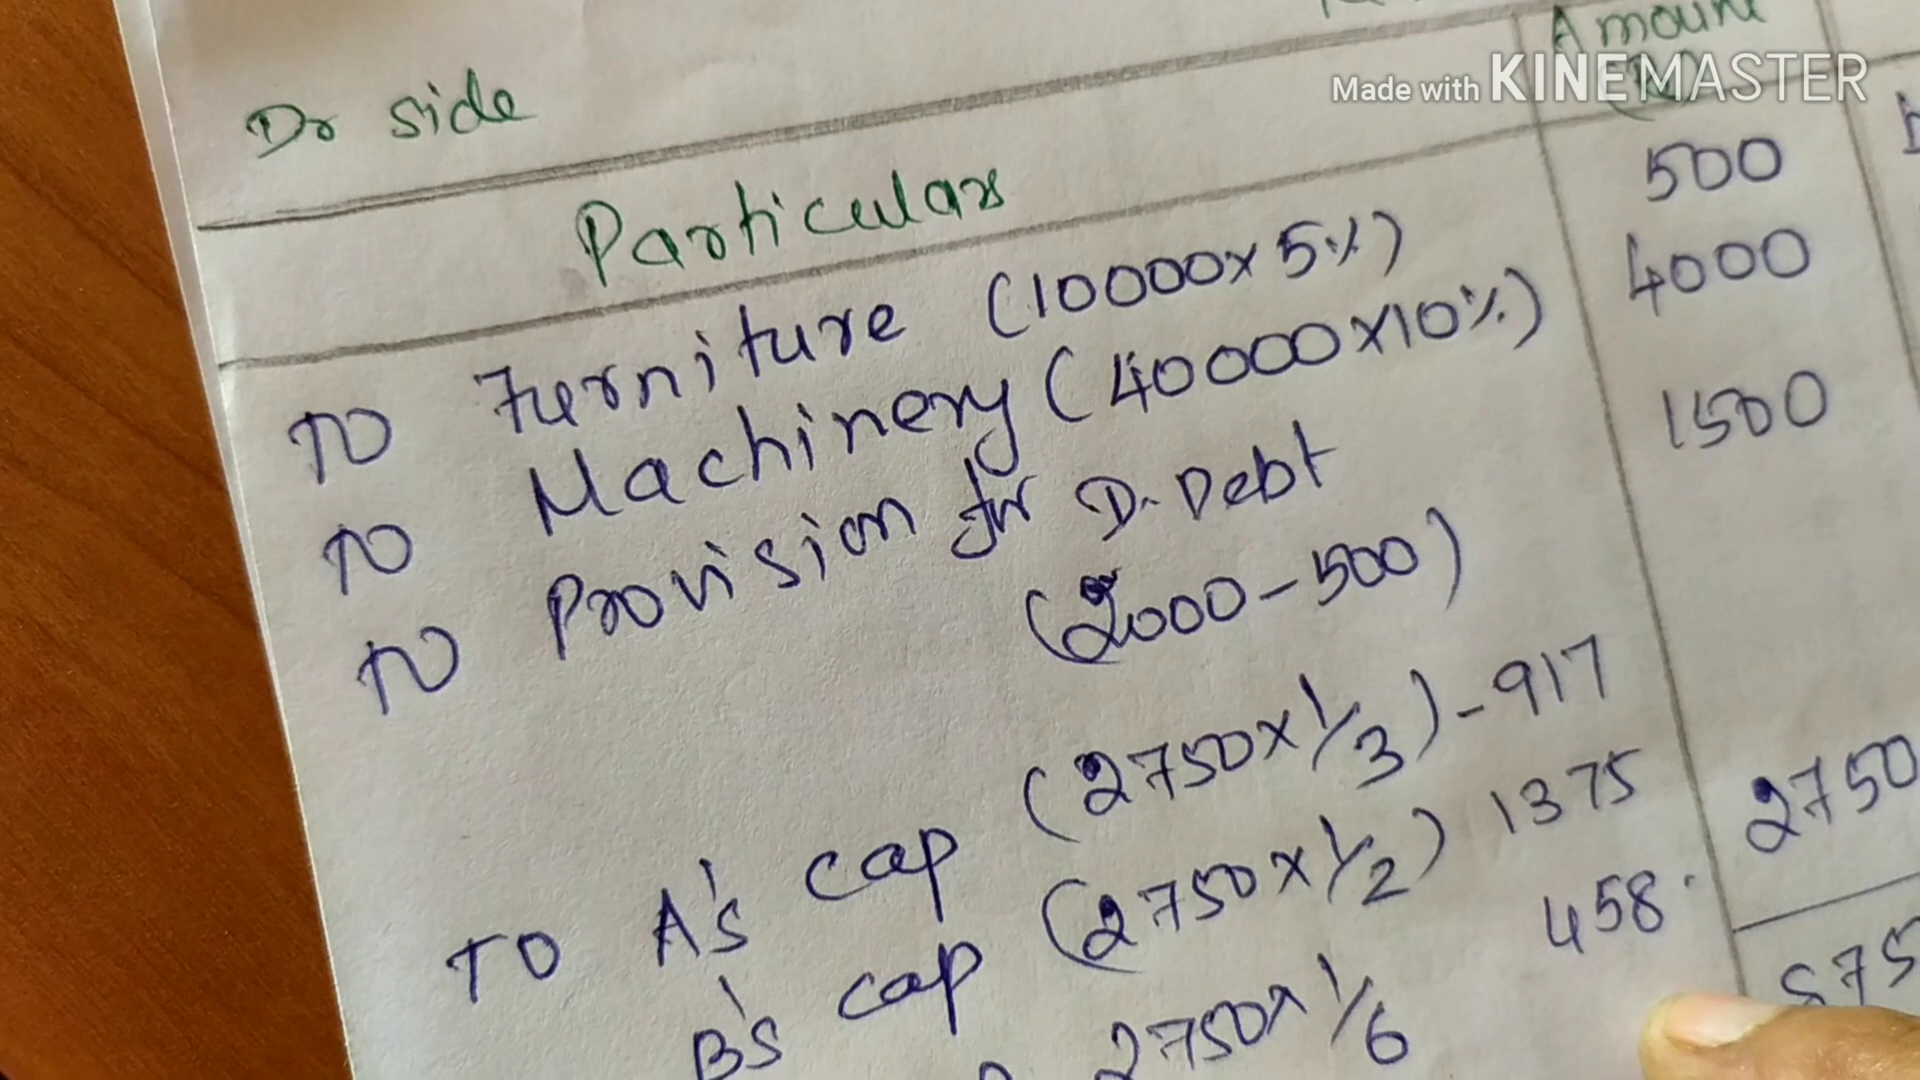 Made with KINEMASTER
Dr side
Particulars
Amount
To Furniture (10000x5%) 500
To Machinery (40000x10%) 4000
To Provision for D.Debt 1500
(2000-500)
To A's cap (2750x1/3)-917
B's cap (2750x1/2) 1375 2750
2750x1/6 458